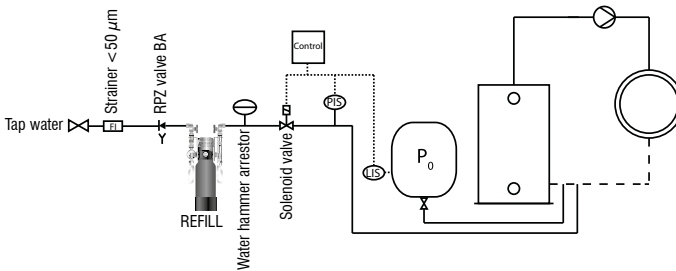 Tap water
Strainer < 50 µm
FI
RPZ valve BA
REFILL
Water hammer arrestor
Solenoid valve
Control
PIS
LIS
P0